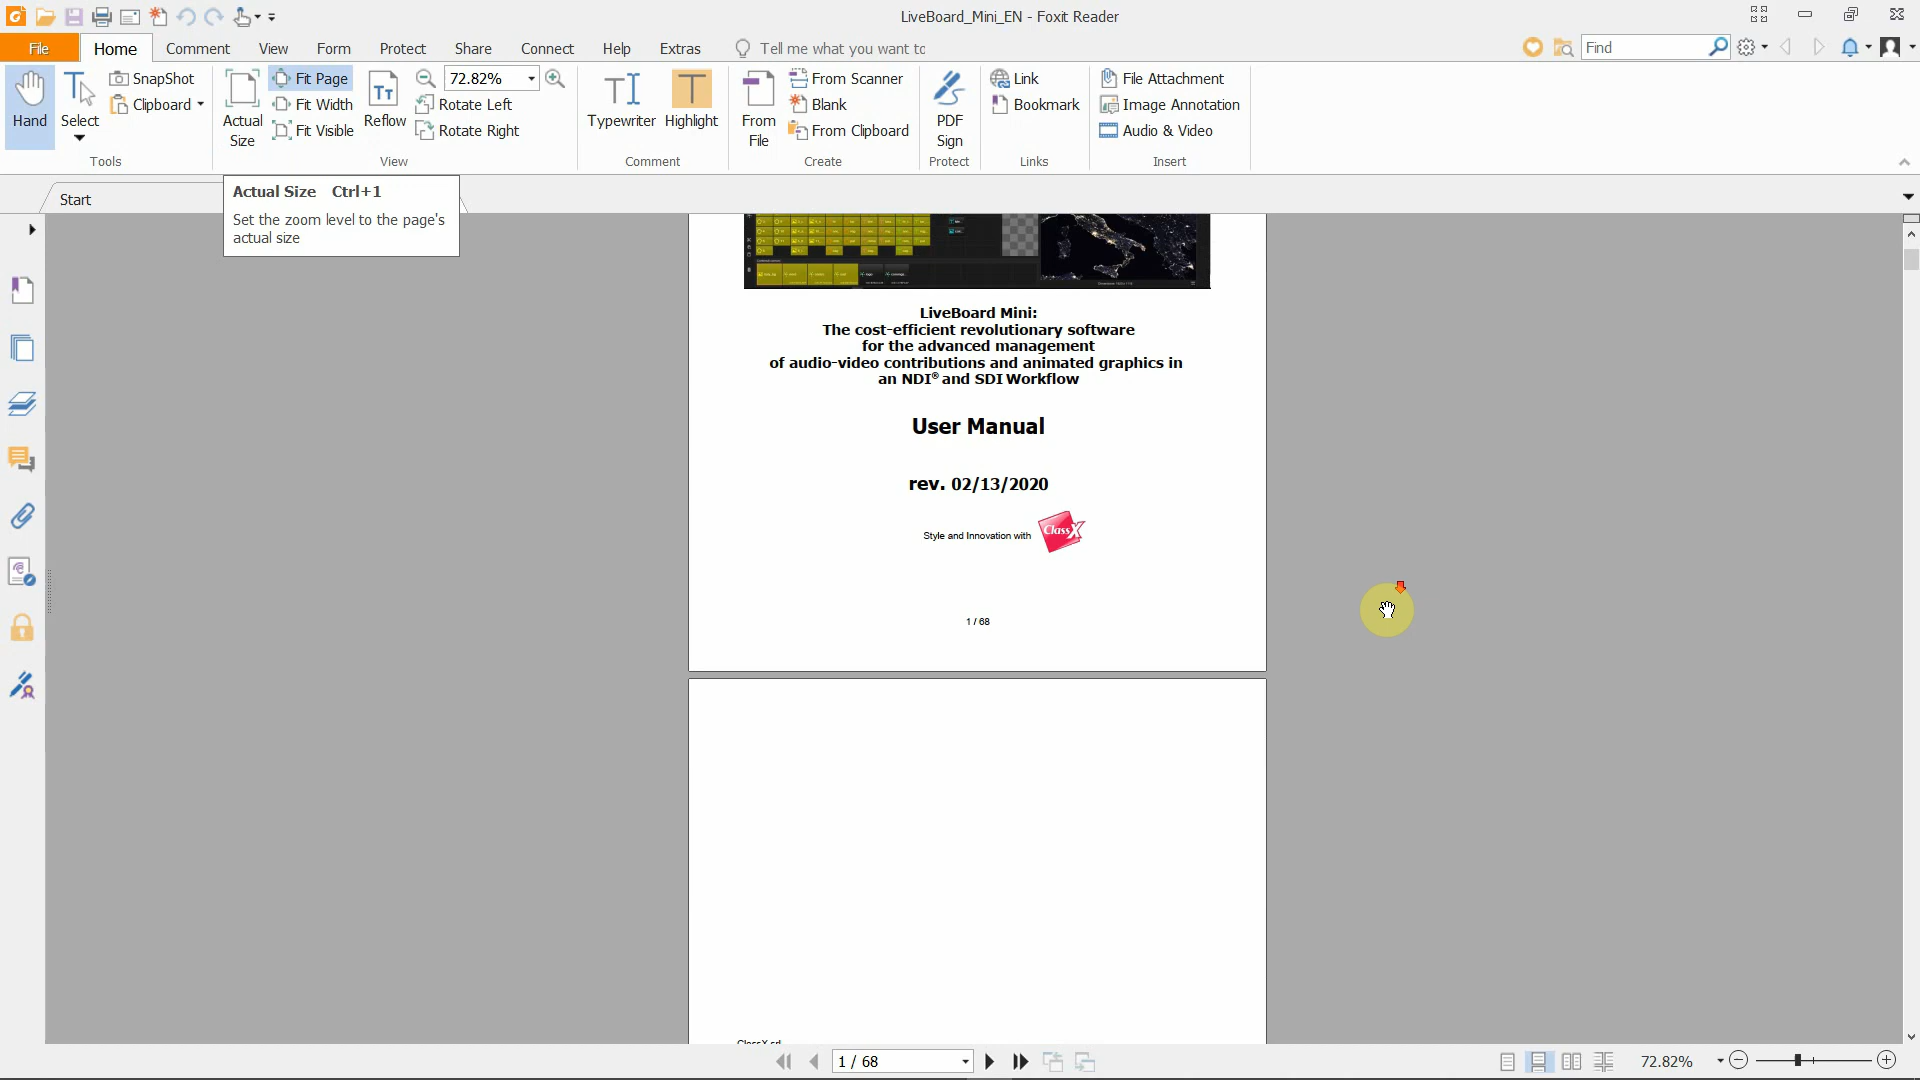 LiveBoard_Mini_EN - Foxit Reader
File
Home
Comment
View
Form
Protect
Share
Connect
Help
Extras
Tell me what you want to
Find
Hand
Select
SnapShot
Clipboard
Tools
Actual
Size
Fit Page
Fit Width
Fit Visible
Reflow
72.82%
Rotate Left
Rotate Right
View
Typewriter
Highlight
Comment
From
File
From Scanner
Blank
From Clipboard
Create
PDF
Sign
Protect
Link
Bookmark
Links
File Attachment
Image Annotation
Audio & Video
Insert
Start
Actual Size Ctrl+1
Set the zoom level to the page's
actual size
LiveBoard Mini:
The cost-efficient revolutionary software
for the advanced management
of audio-video contributions and animated graphics in
an NDI® and SDI Workflow
User Manual
rev. 02/13/2020
Style and Innovation with
ClassX
1 / 68
ClassX srl
1 / 68
72.82%